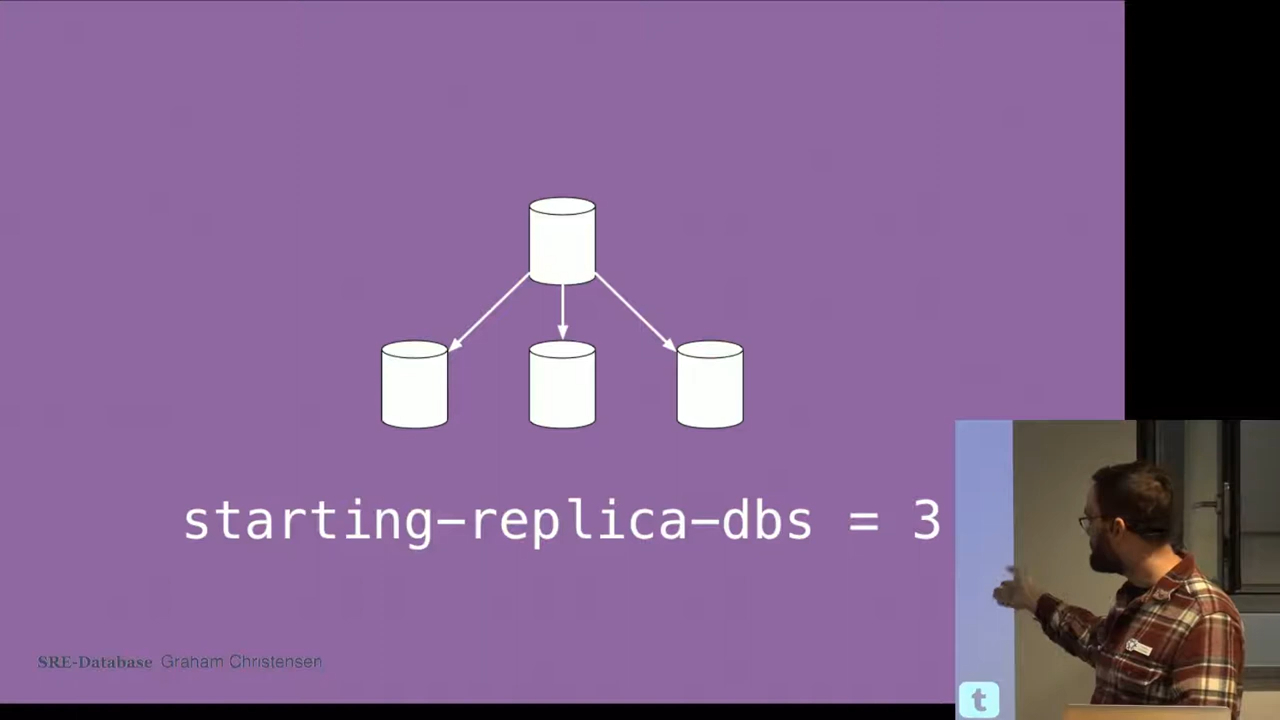 starting-replica-dbs = 3
SRE-Database Graham Christensen
t